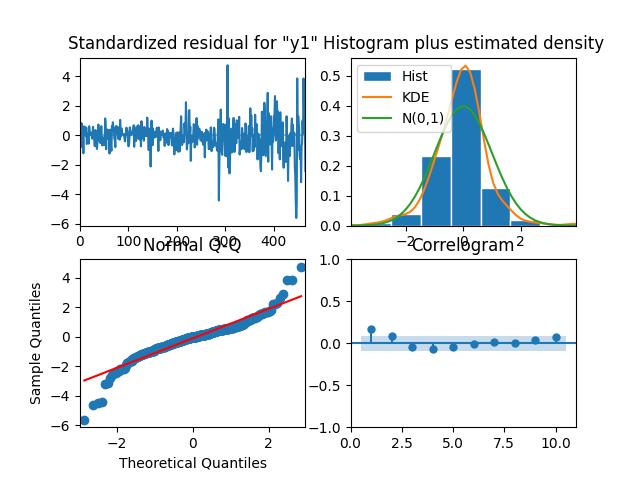 Standardized residual for "y1"
4
2
0
−2
−4
−6
0 100 200 300 400
Histogram plus estimated density
Hist
KDE
N(0,1)
0.5
0.4
0.3
0.2
0.1
0.0
−2 0 2
Normal Q-Q
Sample Quantiles
4
2
0
−2
−4
−6
−2 0 2
Theoretical Quantiles
Correlogram
1.0
0.5
0.0
−0.5
−1.0
0.0 2.5 5.0 7.5 10.0